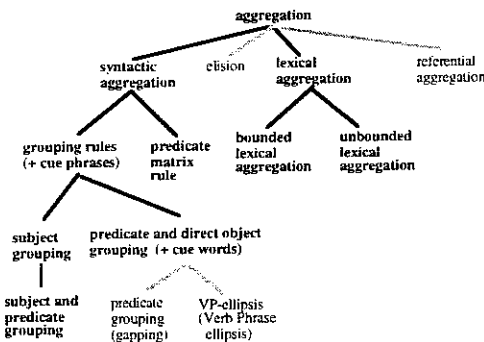 aggregation
syntactic
aggregation
elision
lexical
aggregation
referential
aggregation
grouping rules
(+ cue phrases)
predicate
matrix
rule
bounded
lexical
aggregation
unbounded
lexical
aggregation
subject
grouping
predicate and direct object
grouping (+ cue words)
subject and
predicate
grouping
predicate
grouping
(gapping)
VP-ellipsis
(Verb Phrase
ellipsis)